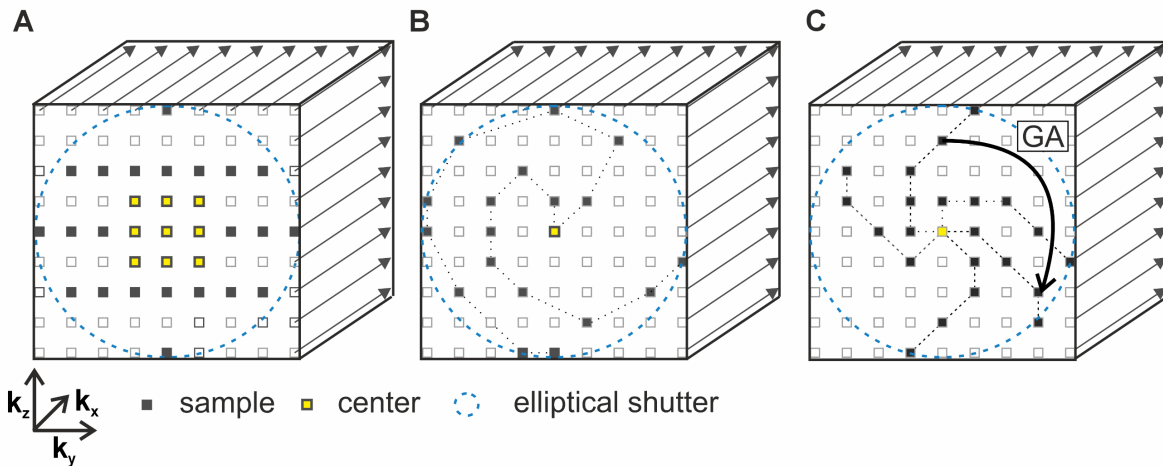 A
B
C
GA
k_z
k_x
k_y
sample
center
elliptical shutter